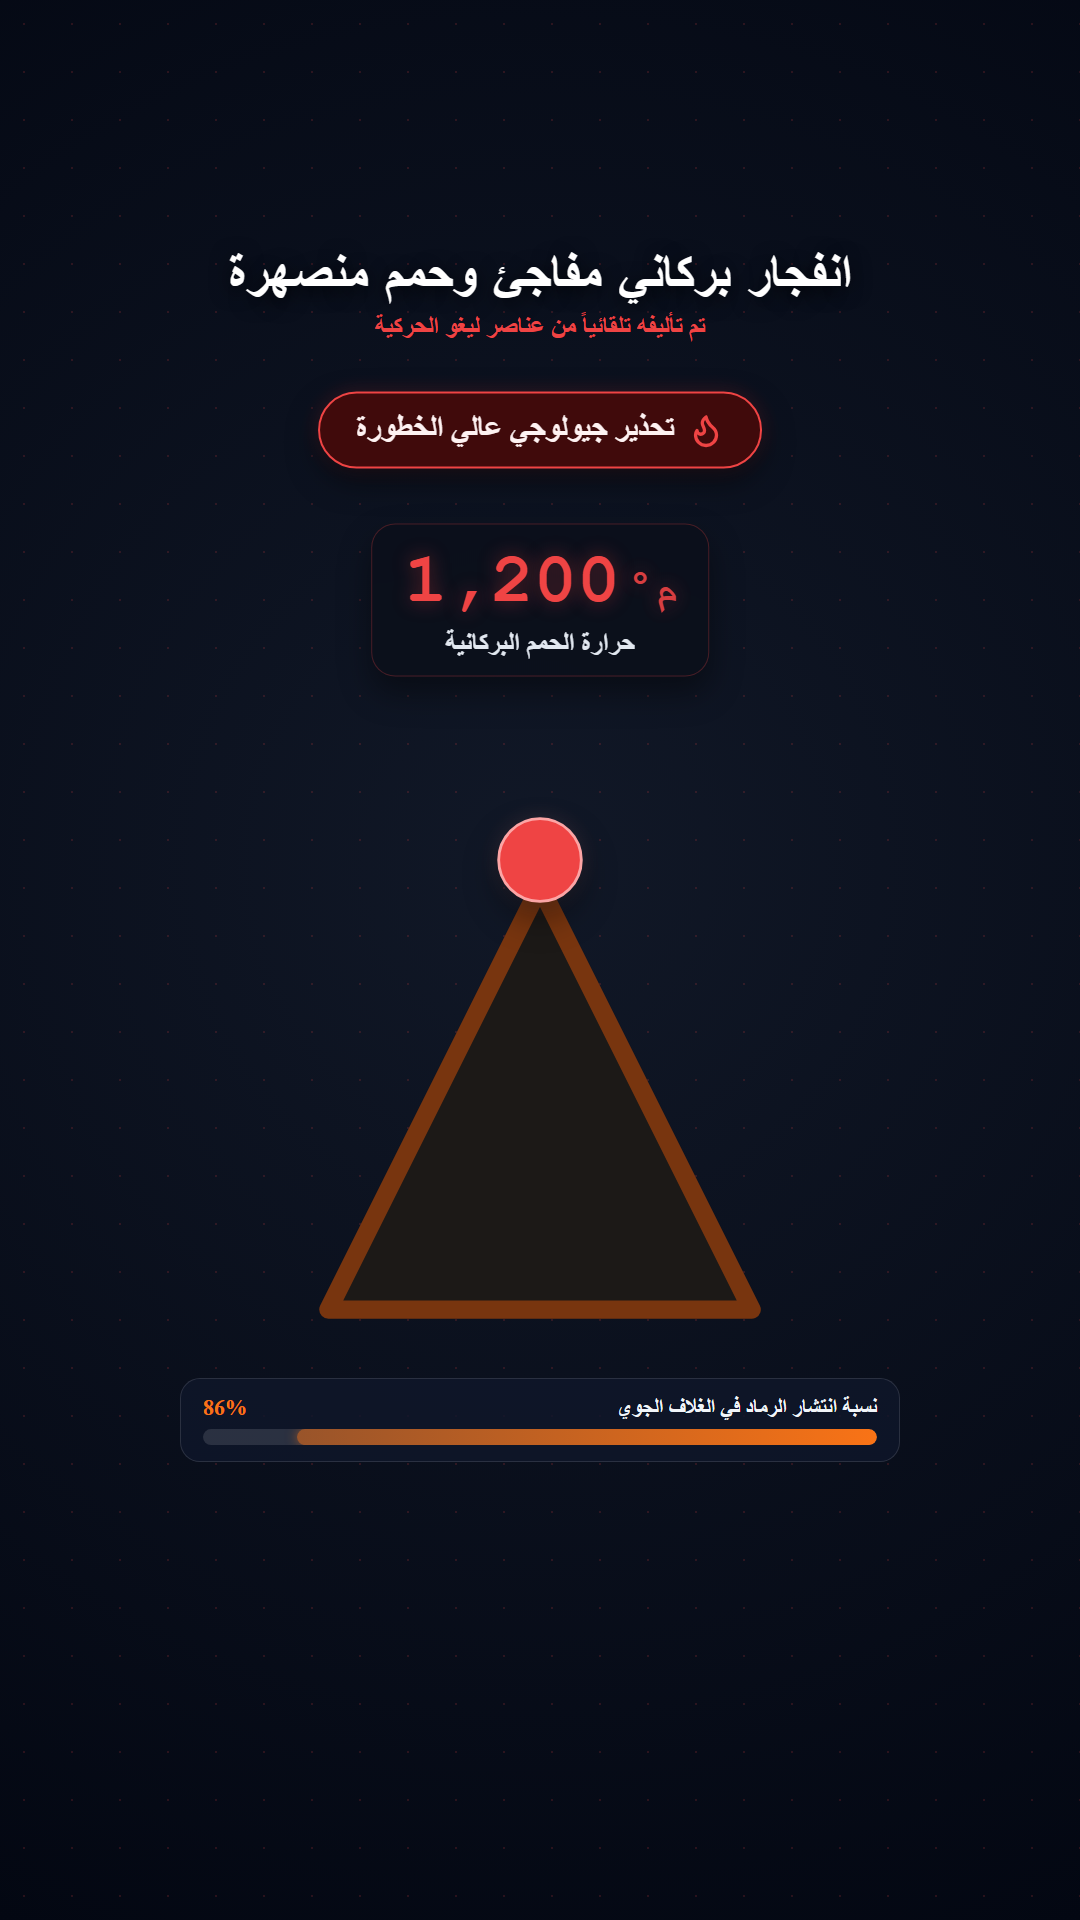 انفجار بركاني مفاجئ وحمم منصهرة
تم تأليفه تلقائياً من عناصر ليغو الحركية
تحذير جيولوجي عالي الخطورة
1,200°م
حرارة الحمم البركانية
نسبة انتشار الرماد في الغلاف الجوي
86%